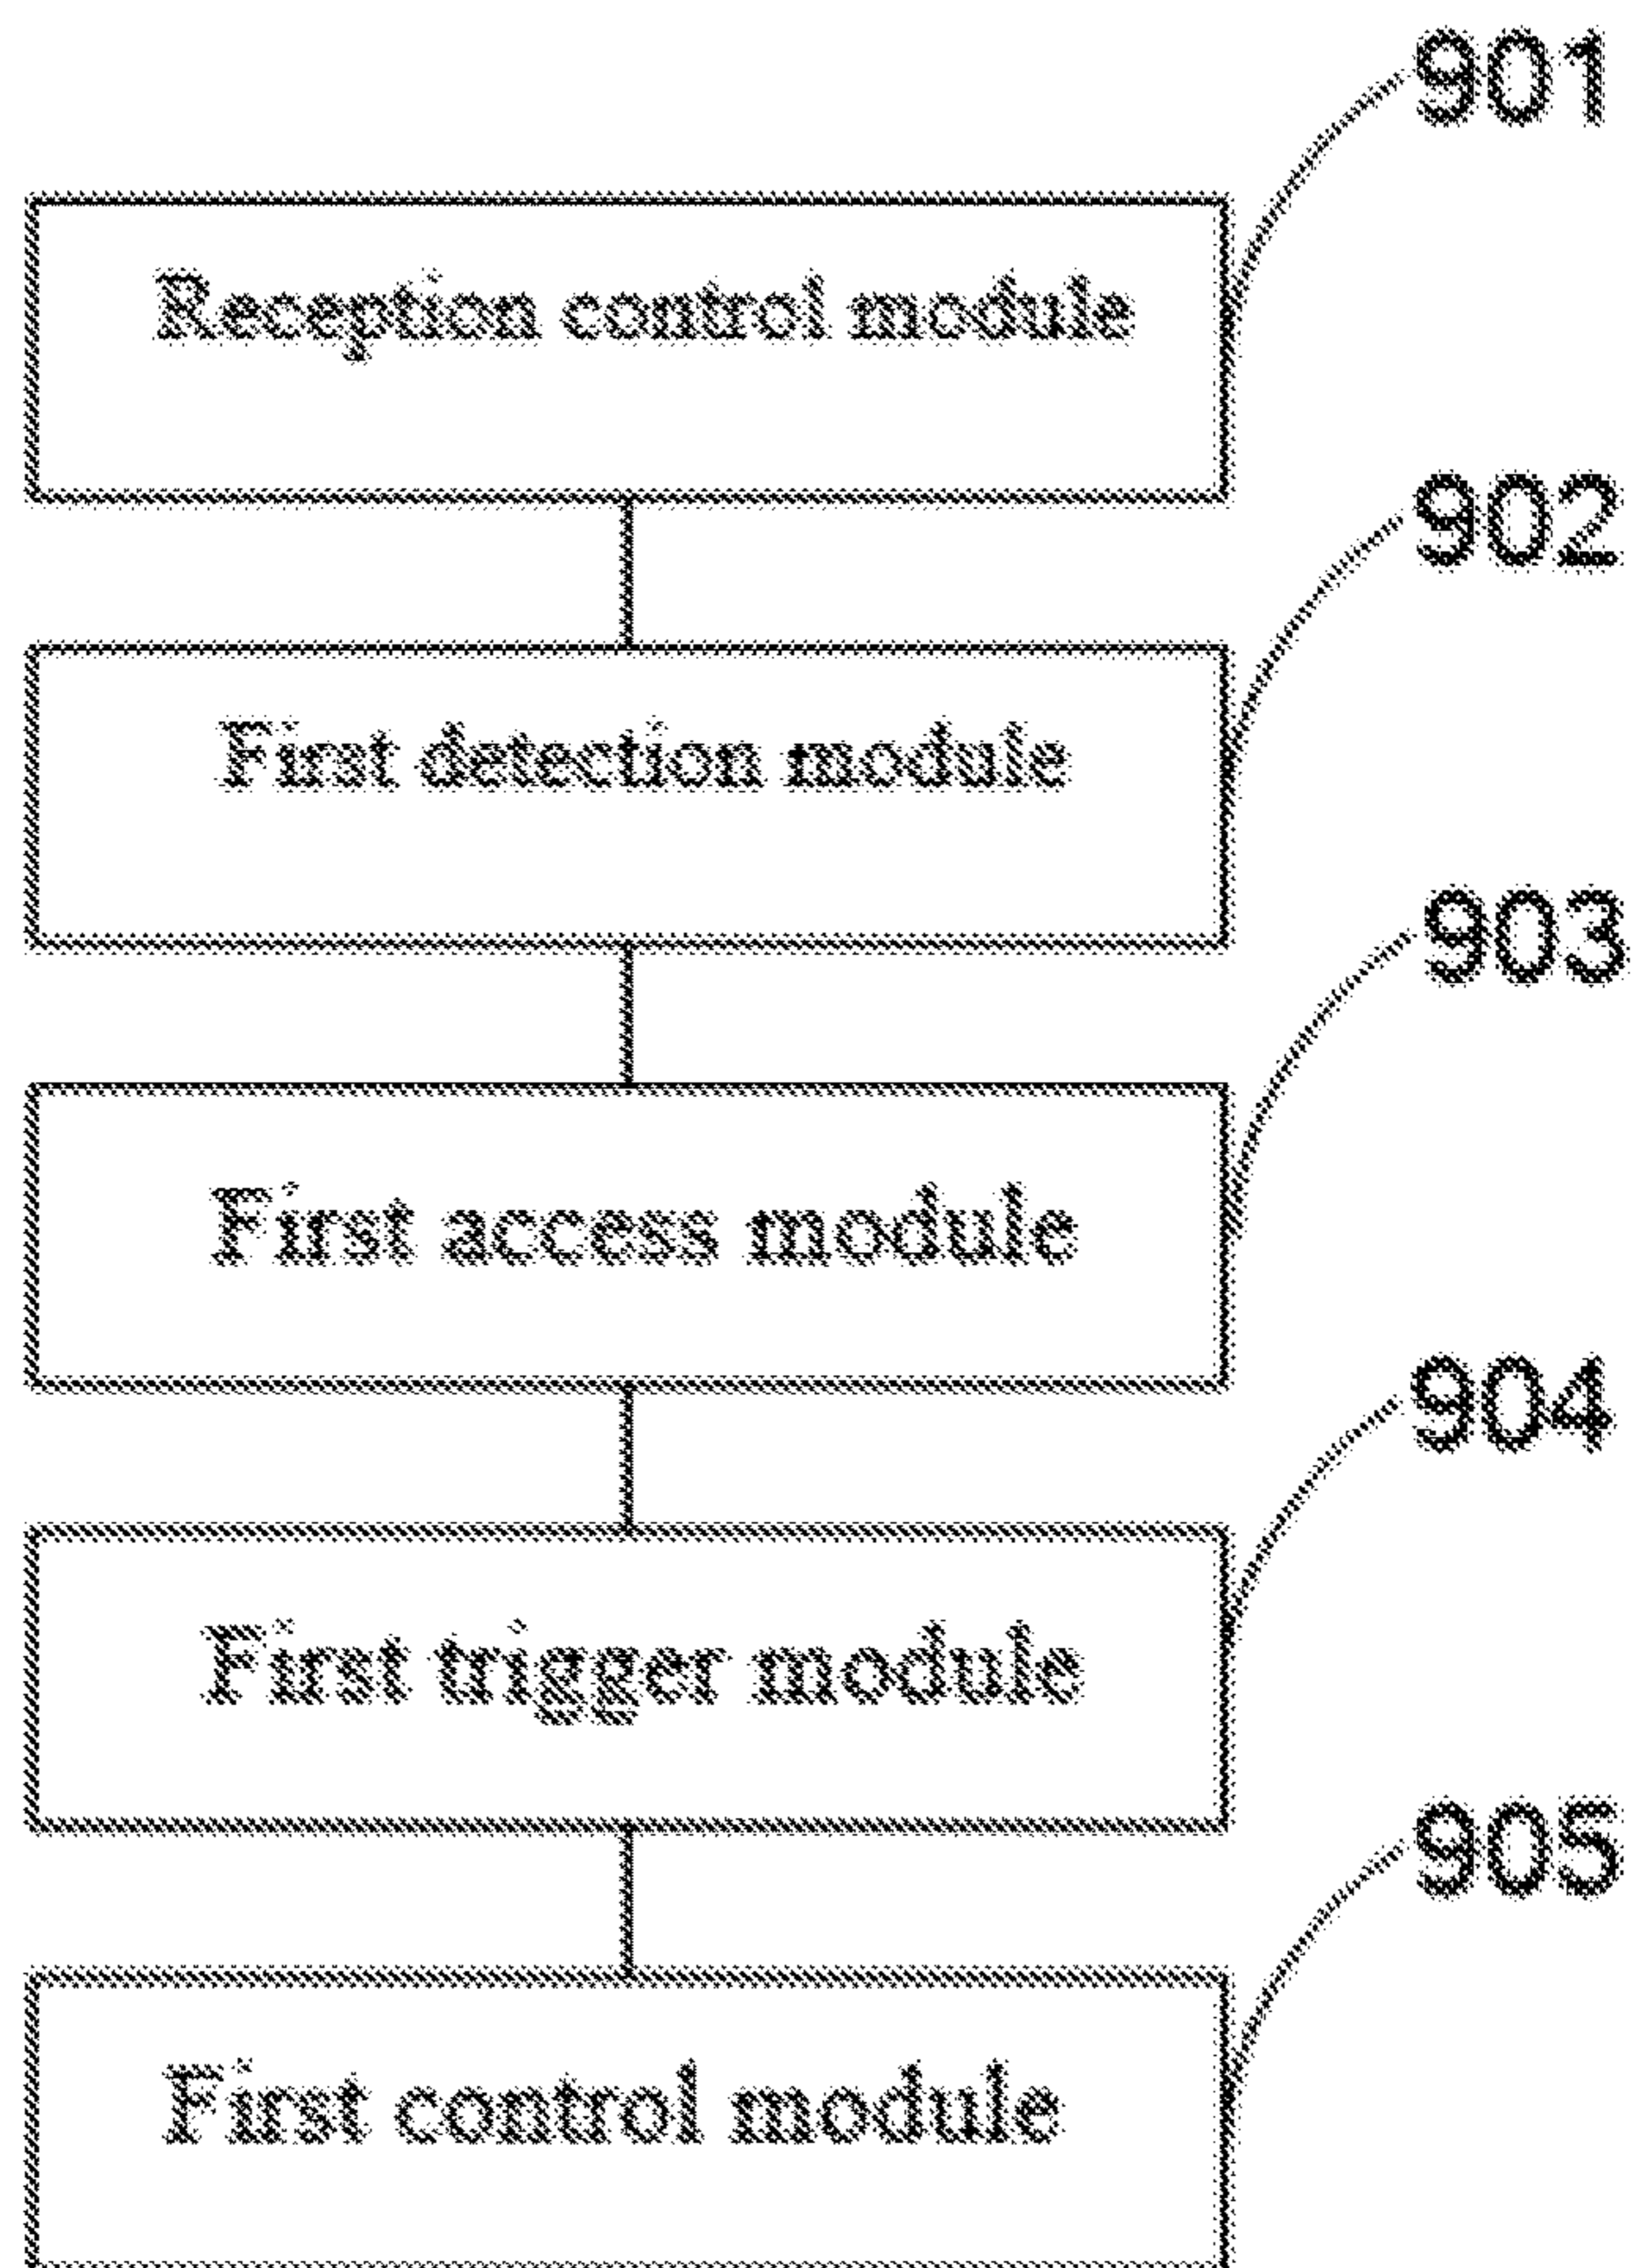 901
Reception control module
902
First detection module
903
First access module
904
First trigger module
905
First control module